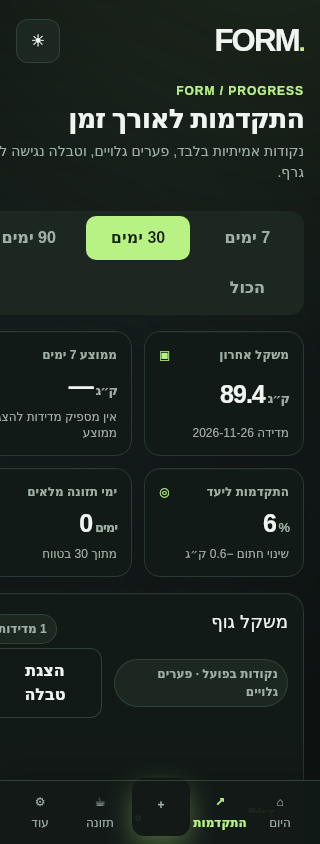 FORM.
FORM / PROGRESS
התקדמות לאורך זמן
נקודות אמיתיות בלבד, פערים גלויים, וטבלה נגישה
גרף.
7 ימים
30 ימים
90 ימים
הכול
משקל אחרון
89.4 ק״ג
מדידה 2026-11-26
ממוצע 7 ימים
— ק״ג
אין מספיק מדידות
ממוצע
התקדמות ליעד
6 %
שינוי חתום −0.6 ק״ג
ימי תזונה מלאים
0 ימים
מתוך 30 בטווח
משקל גוף
1 מדידות
נקודות בפועל · פערים
גלויים
הצגת
טבלה
היום
התקדמות
+
תזונה
עוד